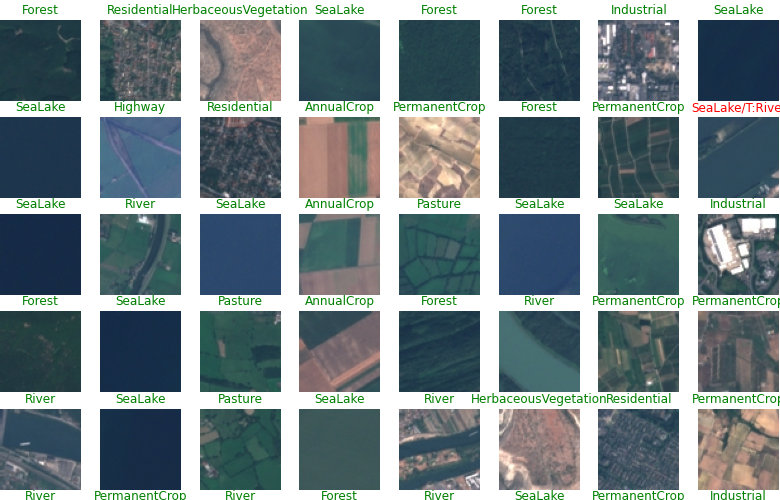 Forest Residential HerbaceousVegetation SeaLake Forest Forest Industrial SeaLake
SeaLake Highway Residential AnnualCrop PermanentCrop Forest PermanentCrop SeaLake/T:Rive
SeaLake River SeaLake AnnualCrop Pasture SeaLake SeaLake Industrial
Forest SeaLake Pasture AnnualCrop Forest River PermanentCrop PermanentCrop
River SeaLake Pasture SeaLake River HerbaceousVegetation Residential PermanentCrop
River PermanentCrop River Forest River SeaLake PermanentCrop Industrial